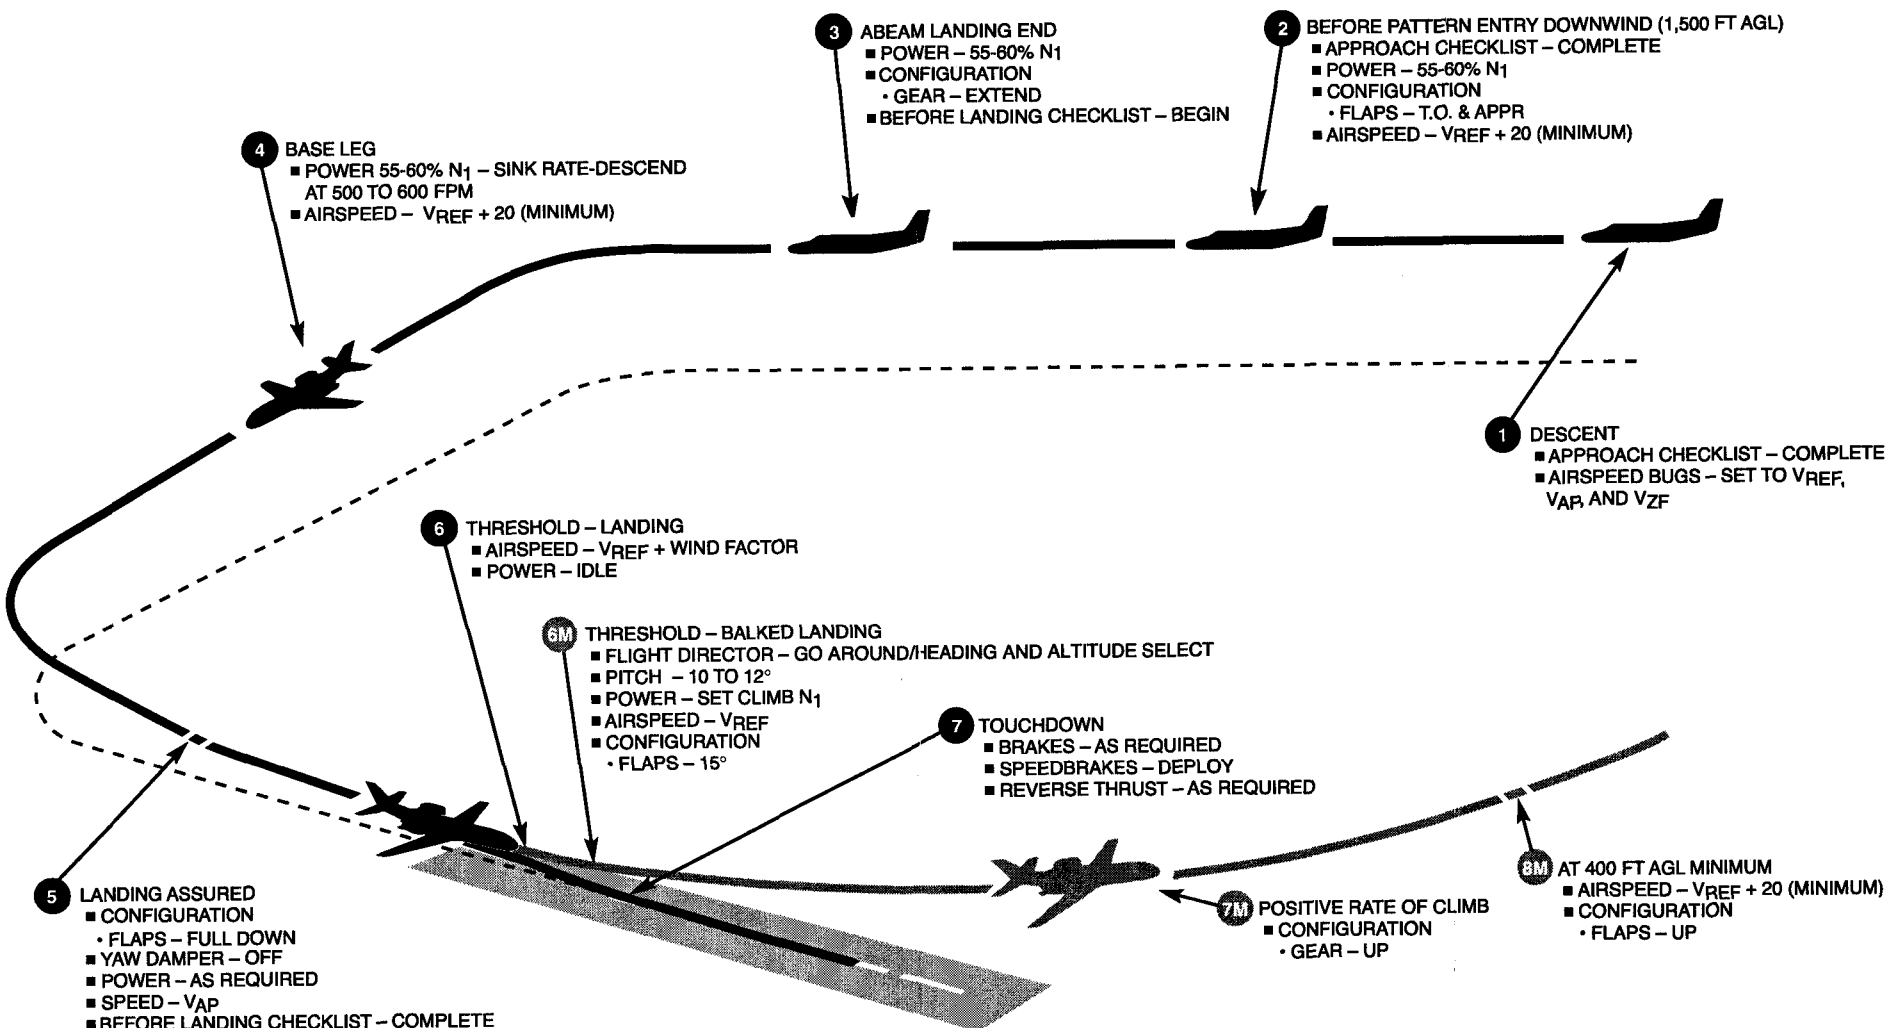 3 ABEAM LANDING END
■ POWER – 55-60% N1
■ CONFIGURATION
• GEAR – EXTEND
■ BEFORE LANDING CHECKLIST – BEGIN
2 BEFORE PATTERN ENTRY DOWNWIND (1,500 FT AGL)
■ APPROACH CHECKLIST – COMPLETE
■ POWER – 55-60% N1
■ CONFIGURATION
• FLAPS – T.O. & APPR
■ AIRSPEED – VREF + 20 (MINIMUM)
4 BASE LEG
■ POWER 55-60% N1 – SINK RATE-DESCEND
AT 500 TO 600 FPM
■ AIRSPEED – VREF + 20 (MINIMUM)
1 DESCENT
■ APPROACH CHECKLIST – COMPLETE
■ AIRSPEED BUGS – SET TO VREF,
VAP, AND VZF
6 THRESHOLD – LANDING
■ AIRSPEED – VREF + WIND FACTOR
■ POWER – IDLE
6M THRESHOLD – BALKED LANDING
■ FLIGHT DIRECTOR – GO AROUND/HEADING AND ALTITUDE SELECT
■ PITCH – 10 TO 12°
■ POWER – SET CLIMB N1
■ AIRSPEED – VREF
■ CONFIGURATION
• FLAPS – 15°
7 TOUCHDOWN
■ BRAKES – AS REQUIRED
■ SPEEDBRAKES – DEPLOY
■ REVERSE THRUST – AS REQUIRED
5 LANDING ASSURED
■ CONFIGURATION
• FLAPS – FULL DOWN
■ YAW DAMPER – OFF
■ POWER – AS REQUIRED
■ SPEED – VAP
■ BEFORE LANDING CHECKLIST – COMPLETE
7M POSITIVE RATE OF CLIMB
■ CONFIGURATION
• GEAR – UP
8M AT 400 FT AGL MINIMUM
■ AIRSPEED – VREF + 20 (MINIMUM)
■ CONFIGURATION
• FLAPS – UP